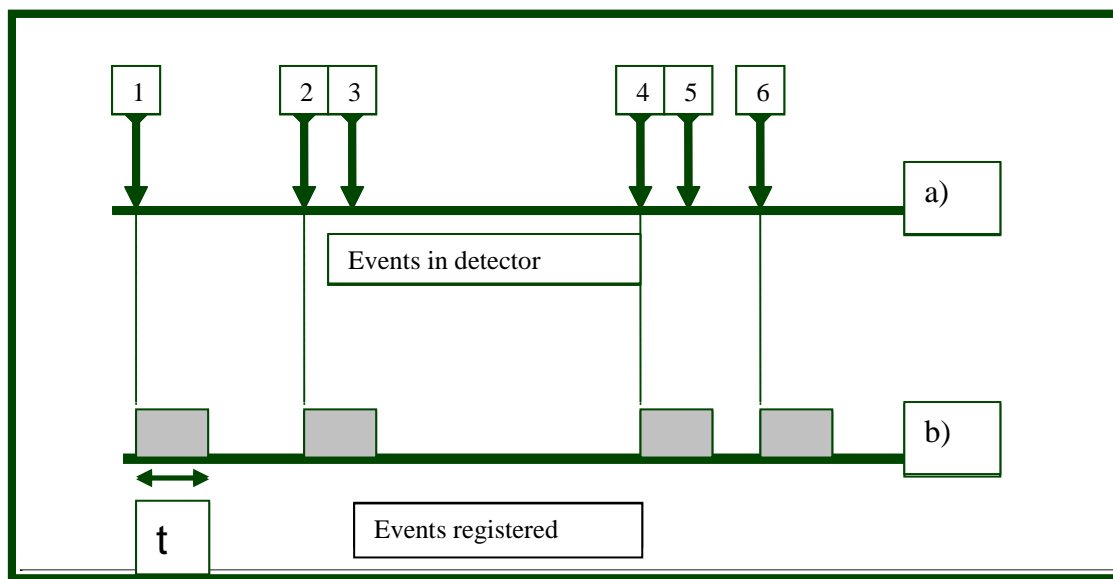 1 2 3 4 5 6
a)
Events in detector
b)
t
Events registered